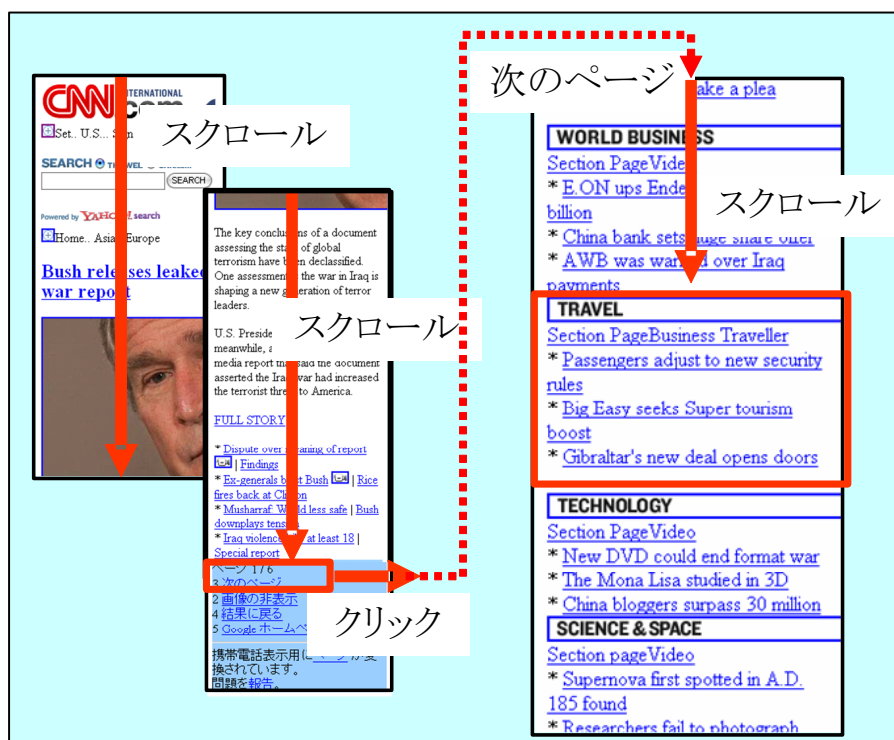 CNN.com
INTERNATIONAL
Set.. U.S...
スクロール
SEARCH
SEARCH
Powered by YAHOO! search
Home.. Asia Europe
Bush releases leaked
war report
The key conclusions of a document
assessing the state of global
terrorism have been declassified.
One assessment: the war in Iraq is
shaping a new generation of terror
leaders.
スクロール
U.S. Preside
meanwhile, a
media report that said the document
asserted the Iraq war had increased
the terrorist threat to America.
FULL STORY
* Dispute over meaning of report
| Findings
* Ex-generals blast Bush | Rice
fires back at Clinton
* Musharraf: World less safe | Bush
downplays tension
* Iraq violence at least 18 |
Special report
ページ 1/6
3 次のページ
2 画像の非表示
4 結果に戻る
5 Google ホームペ
携帯電話表示用にページが変
換されています。
問題を報告。
クリック
次のページ
ake a plea
WORLD BUSINESS
Section PageVideo
スクロール
* E.ON ups Ende
billion
* China bank sets huge share offer
* AWB was warned over Iraq
payments
TRAVEL
Section PageBusiness Traveller
* Passengers adjust to new security
rules
* Big Easy seeks Super tourism
boost
* Gibraltar's new deal opens doors
TECHNOLOGY
Section PageVideo
* New DVD could end format war
* The Mona Lisa studied in 3D
* China bloggers surpass 30 million
SCIENCE & SPACE
Section pageVideo
* Supernova first spotted in A.D.
185 found
* Researchers fail to photograph